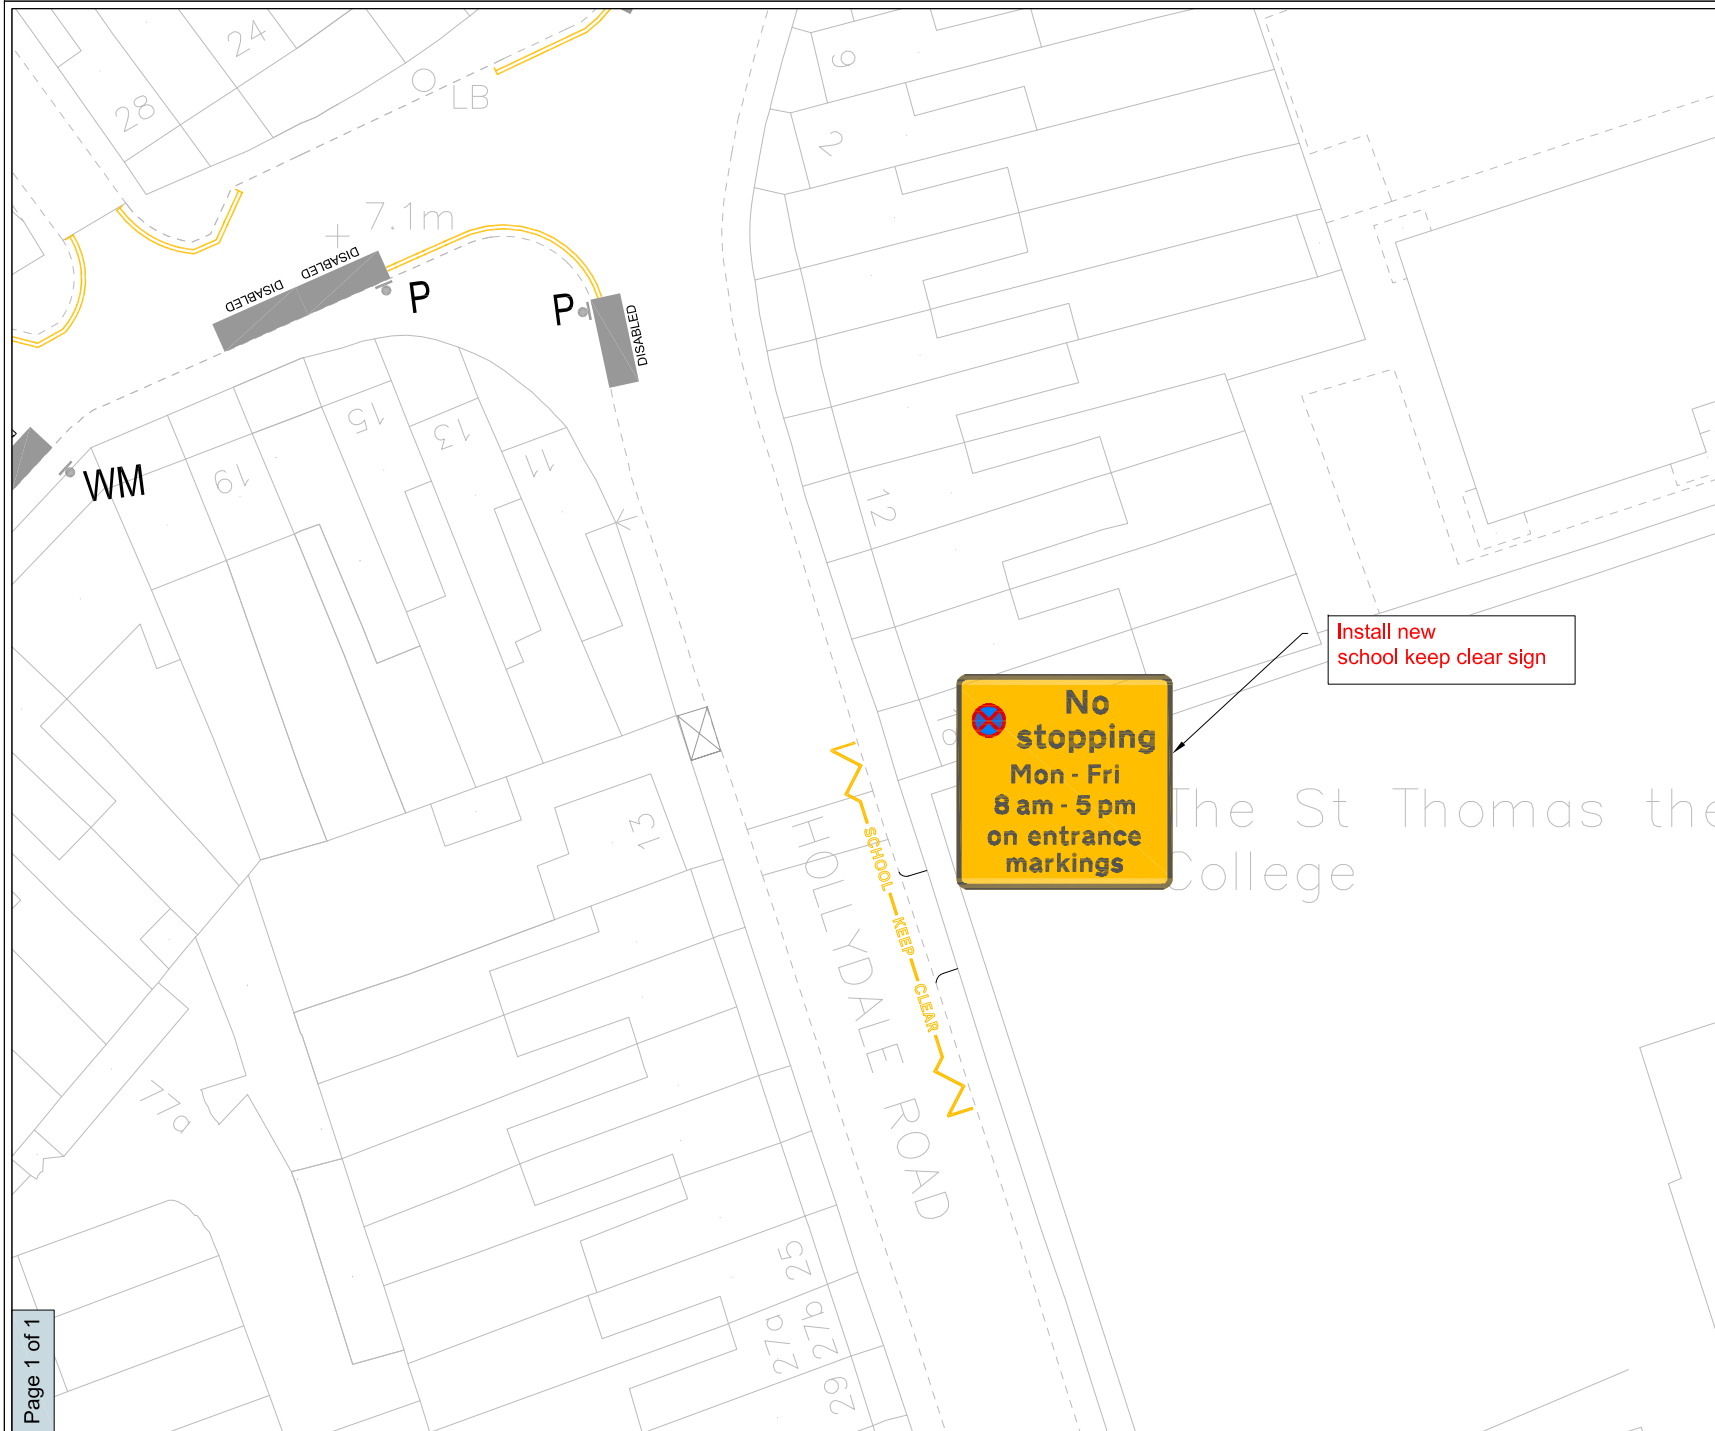 24
28
LB
9
2
7.1m
DISABLED
DISABLED
P
P
DISABLED
15
13
11
19
WM
12
Install new
school keep clear sign
No
stopping
Mon - Fri
8 am - 5 pm
on entrance
markings
The St Thomas the
College
13
HOLLYDALE ROAD
SCHOOL KEEP CLEAR
77a
25
27a
27a
29
Page 1 of 1